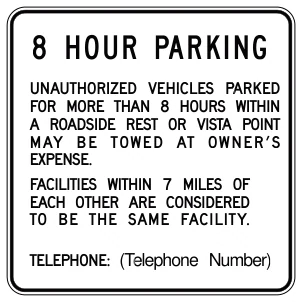 8 HOUR PARKING
UNAUTHORIZED VEHICLES PARKED
FOR MORE THAN 8 HOURS WITHIN
A ROADSIDE REST OR VISTA POINT
MAY BE TOWED AT OWNER'S
EXPENSE.
FACILITIES WITHIN 7 MILES OF
EACH OTHER ARE CONSIDERED
TO BE THE SAME FACILITY.
TELEPHONE: (Telephone Number)